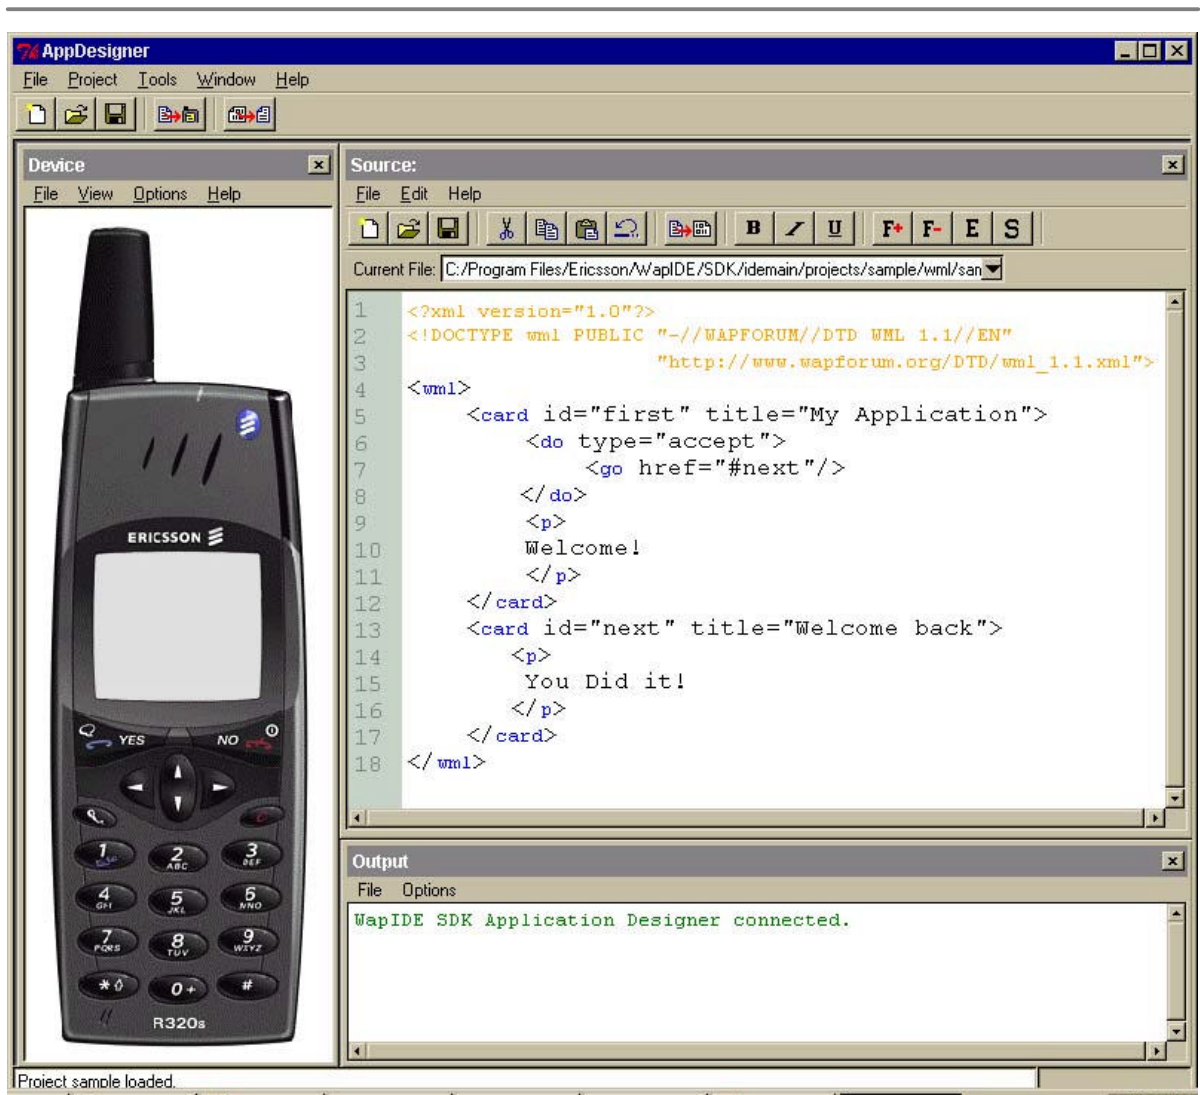 AppDesigner
File Project Tools Window Help
Device
File View Options Help
ERICSSON
YES NO
1
2 ABC
3 DEF
4 GHI
5 JKL
6 MNO
7 PQRS
8 TUV
9 WXYZ
* 0+ #
R320s
Source:
File Edit Help
B I U F+ F- E S
Current File: C:/Program Files/Ericsson/WapIDE/SDK/idemain/projects/sample/wml/san
1 <?xml version="1.0"?>
2 <!DOCTYPE wml PUBLIC "-//WAPFORUM//DTD WML 1.1//EN"
3 "http://www.wapforum.org/DTD/wml_1.1.xml">
4 <wml>
5 <card id="first" title="My Application">
6 <do type="accept">
7 <go href="#next"/>
8 </do>
9 <p>
10 Welcome!
11 </p>
12 </card>
13 <card id="next" title="Welcome back">
14 <p>
15 You Did it!
16 </p>
17 </card>
18 </wml>
Output
File Options
WapIDE SDK Application Designer connected.
Project sample loaded.